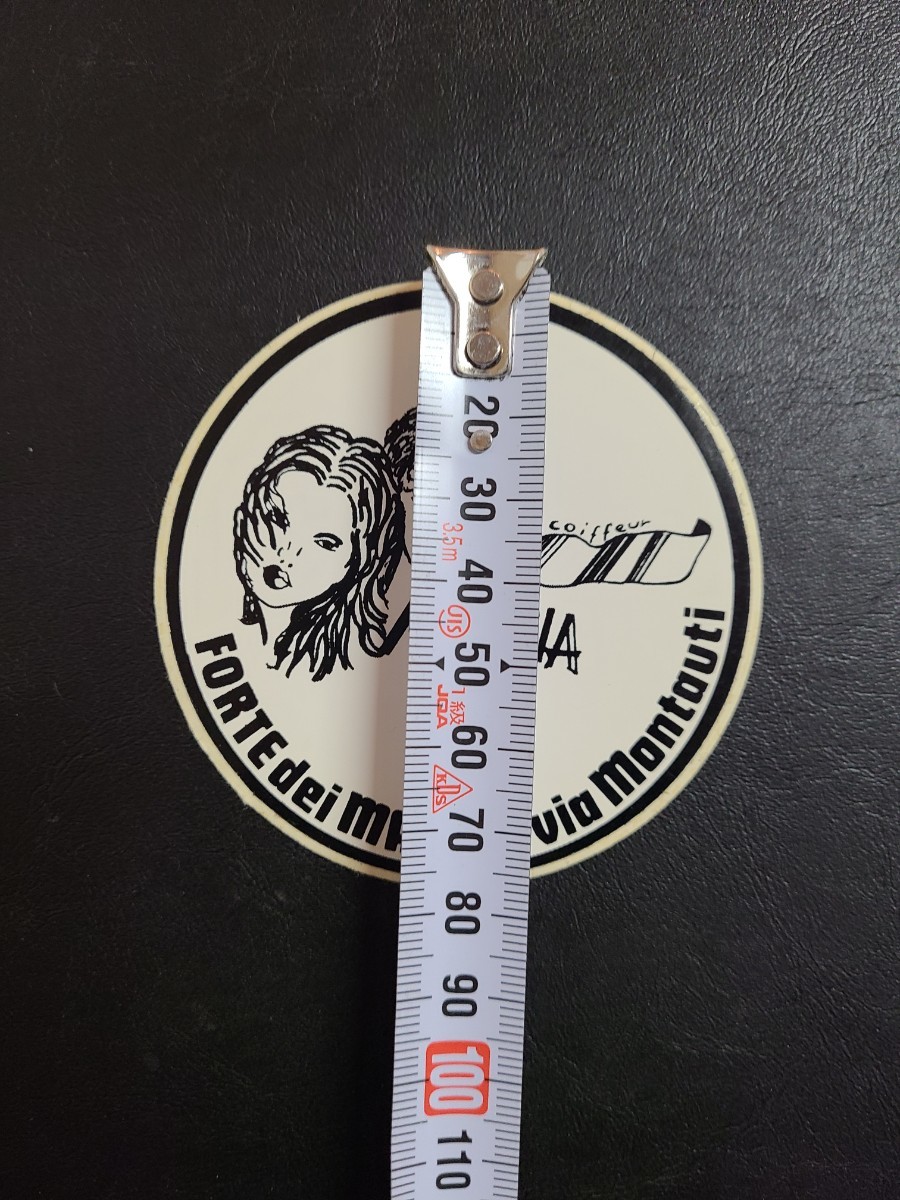 coiffeur
FORTE dei
Via Montauti
20
30
3.5m
40
JIS
50
1級
JQA
60
KDS
70
80
90
100
110